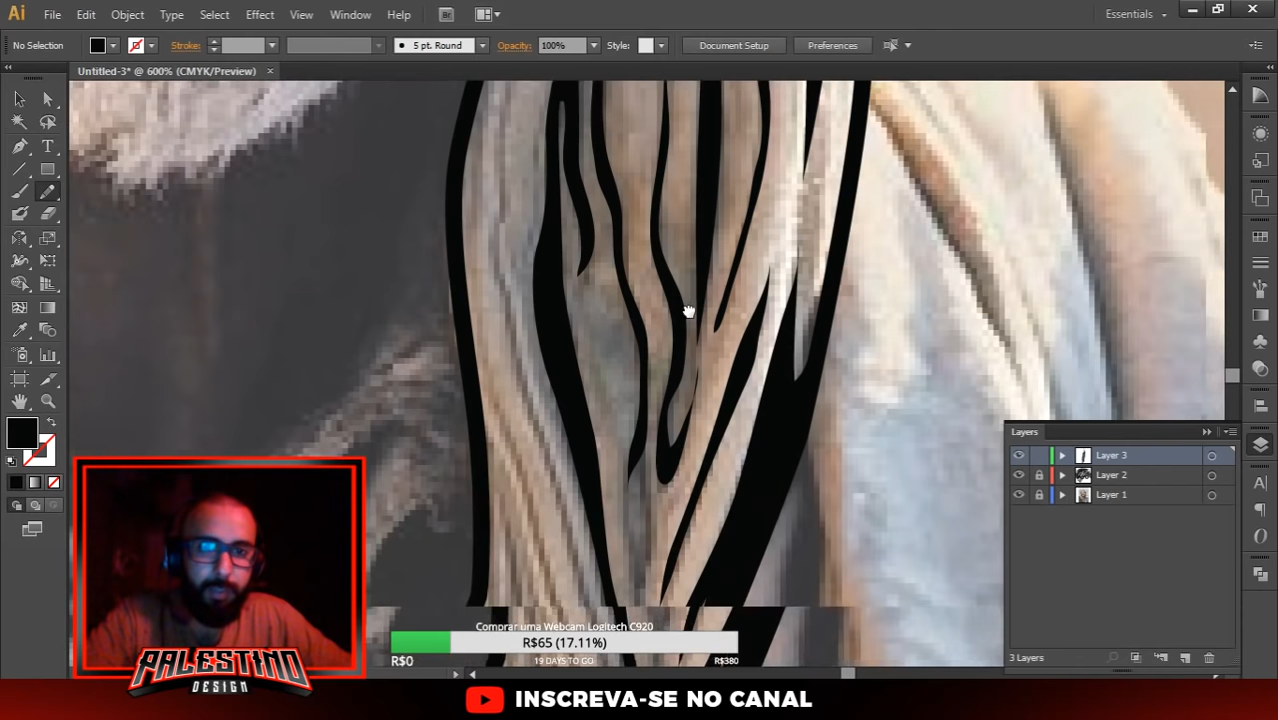 Ai File Edit Object Type Select Effect View Window Help Br Essentials
No Selection Stroke: 5 pt. Round Opacity: 100% Style: Document Setup Preferences
Untitled-3* @ 600% (CMYK/Preview)
Layers
Layer 3
Layer 2
Layer 1
3 Layers
Comprar uma Webcam Logitech C920
R$65 (17.11%)
R$0 19 DAYS TO GO R$380
PALESTINO
DESIGN
INSCREVA-SE NO CANAL